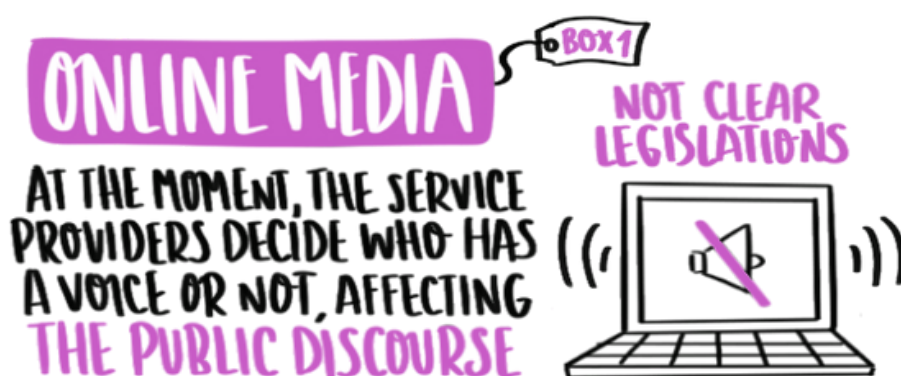 ONLINE MEDIA
BOX 1
AT THE MOMENT, THE SERVICE
PROVIDERS DECIDE WHO HAS
A VOICE OR NOT, AFFECTING
THE PUBLIC DISCOURSE
NOT CLEAR
LEGISLATIONS